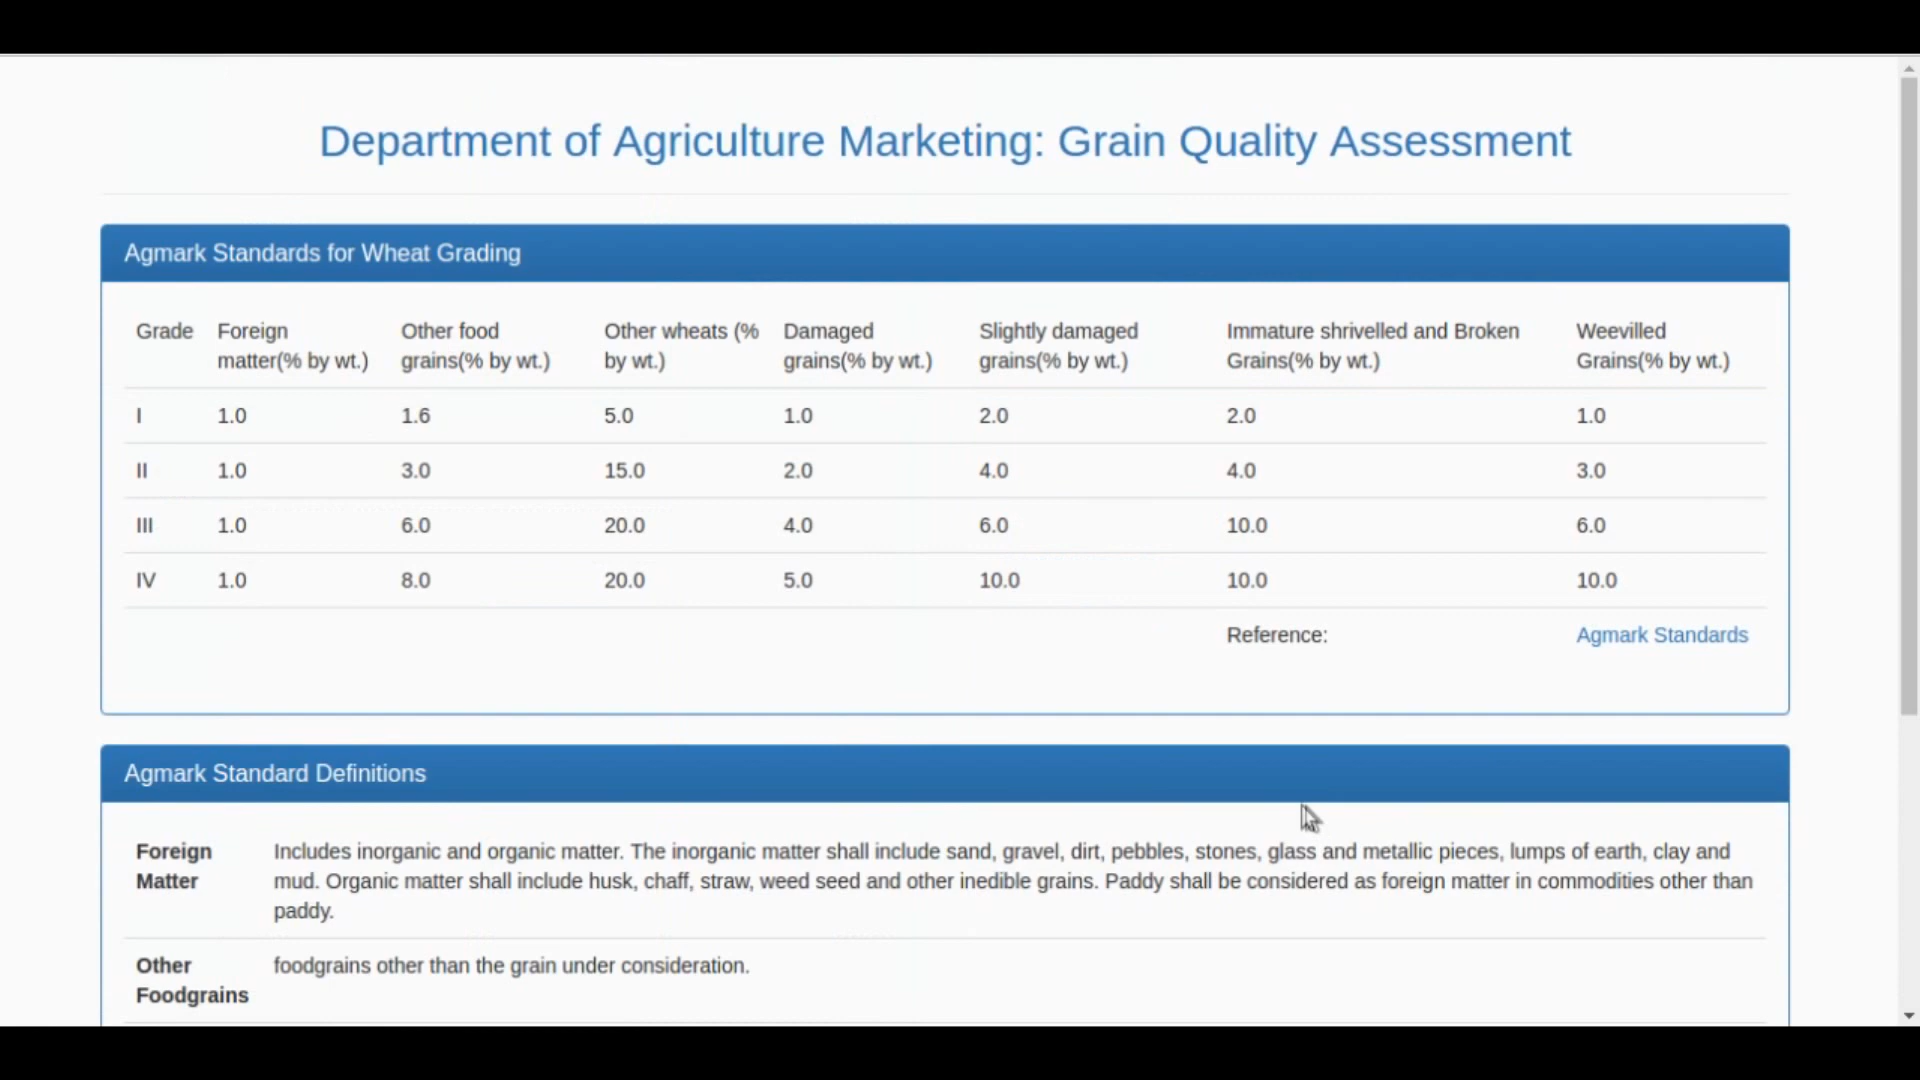 Department of Agriculture Marketing: Grain Quality Assessment
Agmark Standards for Wheat Grading
Grade Foreign matter(% by wt.) Other food grains(% by wt.) Other wheats (% by wt.) Damaged grains(% by wt.) Slightly damaged grains(% by wt.) Immature shrivelled and Broken Grains(% by wt.) Weevilled Grains(% by wt.)
I 1.0 1.6 5.0 1.0 2.0 2.0 1.0
II 1.0 3.0 15.0 2.0 4.0 4.0 3.0
III 1.0 6.0 20.0 4.0 6.0 10.0 6.0
IV 1.0 8.0 20.0 5.0 10.0 10.0 10.0
Reference: Agmark Standards
Agmark Standard Definitions
Foreign Matter
Includes inorganic and organic matter. The inorganic matter shall include sand, gravel, dirt, pebbles, stones, glass and metallic pieces, lumps of earth, clay and
mud. Organic matter shall include husk, chaff, straw, weed seed and other inedible grains. Paddy shall be considered as foreign matter in commodities other than
paddy.
Other Foodgrains
foodgrains other than the grain under consideration.